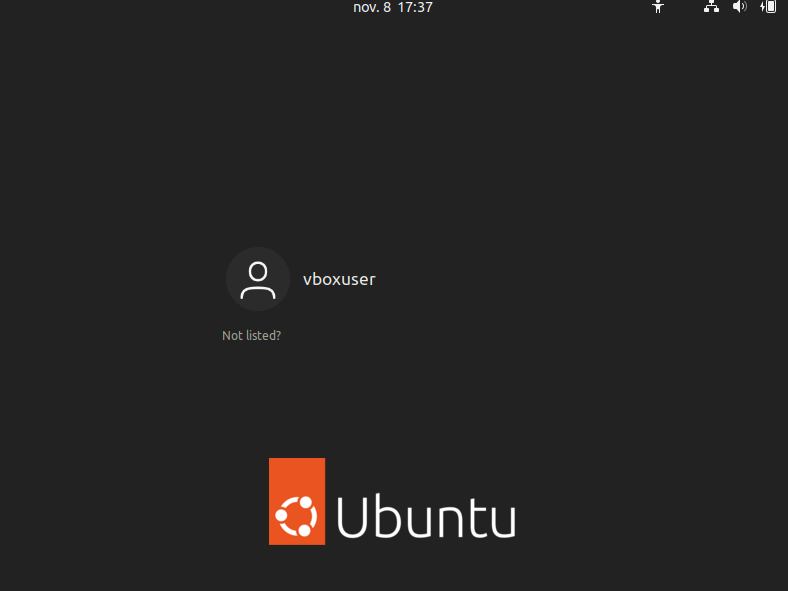 nov. 8 17:37
vboxuser
Not listed?
Ubuntu